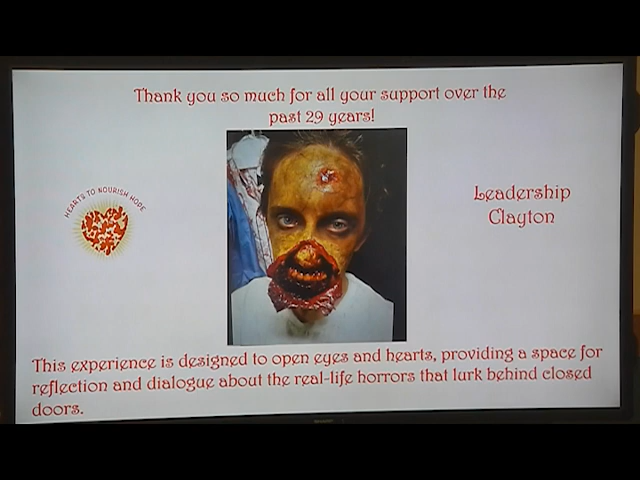 Thank you so much for all your support over the
past 29 years!
HEARTS TO NOURISH HOPE
Leadership
Clayton
This experience is designed to open eyes and hearts, providing a space for
reflection and dialogue about the real-life horrors that lurk behind closed
doors.